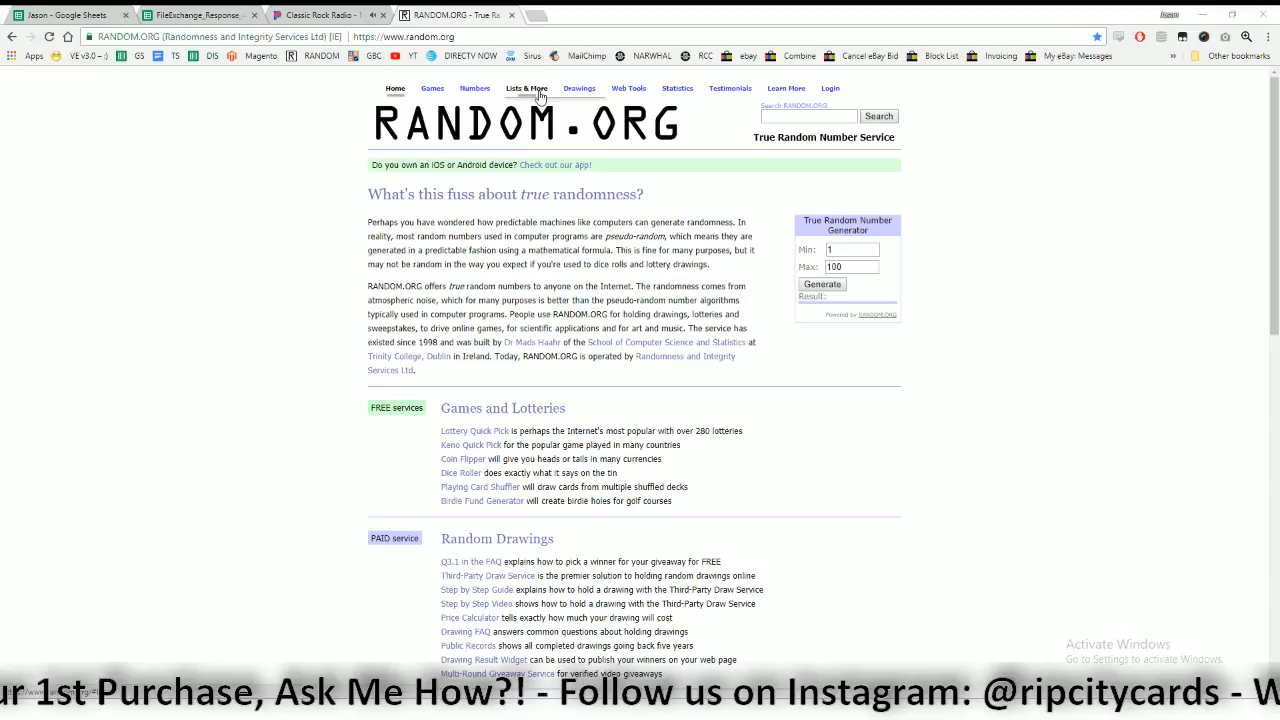 Jason - Google Sheets
FileExchange_Response_
Classic Rock Radio -
RANDOM.ORG - True Ra
Jason
RANDOM.ORG (Randomness and Integrity Services Ltd) [IE] | https://www.random.org
Apps VE v3.0 -:) GS TS DIS Magento RANDOM GBC YT DIRECTV NOW Sirus MailChimp NARWHAL RCC ebay Combine Cancel eBay Bid Block List Invoicing My eBay: Messages » Other bookmarks
Home Games Numbers Lists & More Drawings Web Tools Statistics Testimonials Learn More Login
RANDOM.ORG
Search RANDOM.ORG
Search
True Random Number Service
Do you own an iOS or Android device? Check out our app!
What's this fuss about true randomness?
Perhaps you have wondered how predictable machines like computers can generate randomness. In
reality, most random numbers used in computer programs are pseudo-random, which means they are
generated in a predictable fashion using a mathematical formula. This is fine for many purposes, but it
may not be random in the way you expect if you're used to dice rolls and lottery drawings.
RANDOM.ORG offers true random numbers to anyone on the Internet. The randomness comes from
atmospheric noise, which for many purposes is better than the pseudo-random number algorithms
typically used in computer programs. People use RANDOM.ORG for holding drawings, lotteries and
sweepstakes, to drive online games, for scientific applications and for art and music. The service has
existed since 1998 and was built by Dr Mads Haahr of the School of Computer Science and Statistics at
Trinity College, Dublin in Ireland. Today, RANDOM.ORG is operated by Randomness and Integrity
Services Ltd.
True Random Number
Generator
Min: 1
Max: 100
Generate
Result:
Powered by RANDOM.ORG
FREE services
Games and Lotteries
Lottery Quick Pick is perhaps the Internet's most popular with over 280 lotteries
Keno Quick Pick for the popular game played in many countries
Coin Flipper will give you heads or tails in many currencies
Dice Roller does exactly what it says on the tin
Playing Card Shuffler will draw cards from multiple shuffled decks
Birdie Fund Generator will create birdie holes for golf courses
PAID service
Random Drawings
Q3.1 in the FAQ explains how to pick a winner for your giveaway for FREE
Third-Party Draw Service is the premier solution to holding random drawings online
Step by Step Guide explains how to hold a drawing with the Third-Party Draw Service
Step by Step Video shows how to hold a drawing with the Third-Party Draw Service
Price Calculator tells exactly how much your drawing will cost
Drawing FAQ answers common questions about holding drawings
Public Records shows all completed drawings going back five years
Drawing Result Widget can be used to publish your winners on your web page
Multi-Round Giveaway Service for verified video giveaways
Activate Windows
Go to Settings to activate Windows.
ur 1st Purchase, Ask Me How?! - Follow us on Instagram: @ripcitycards - W